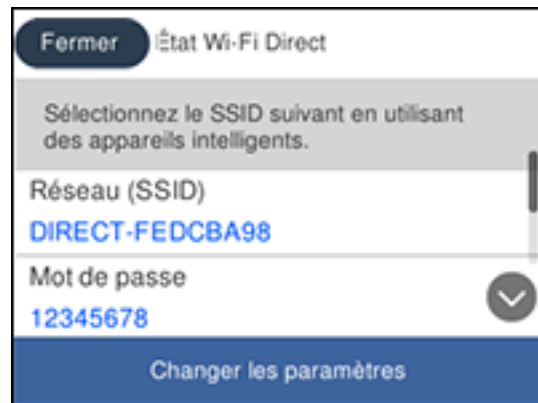 Fermer État Wi-Fi Direct
Sélectionnez le SSID suivant en utilisant
des appareils intelligents.
Réseau (SSID)
DIRECT-FEDCBA98
Mot de passe
12345678
Changer les paramètres